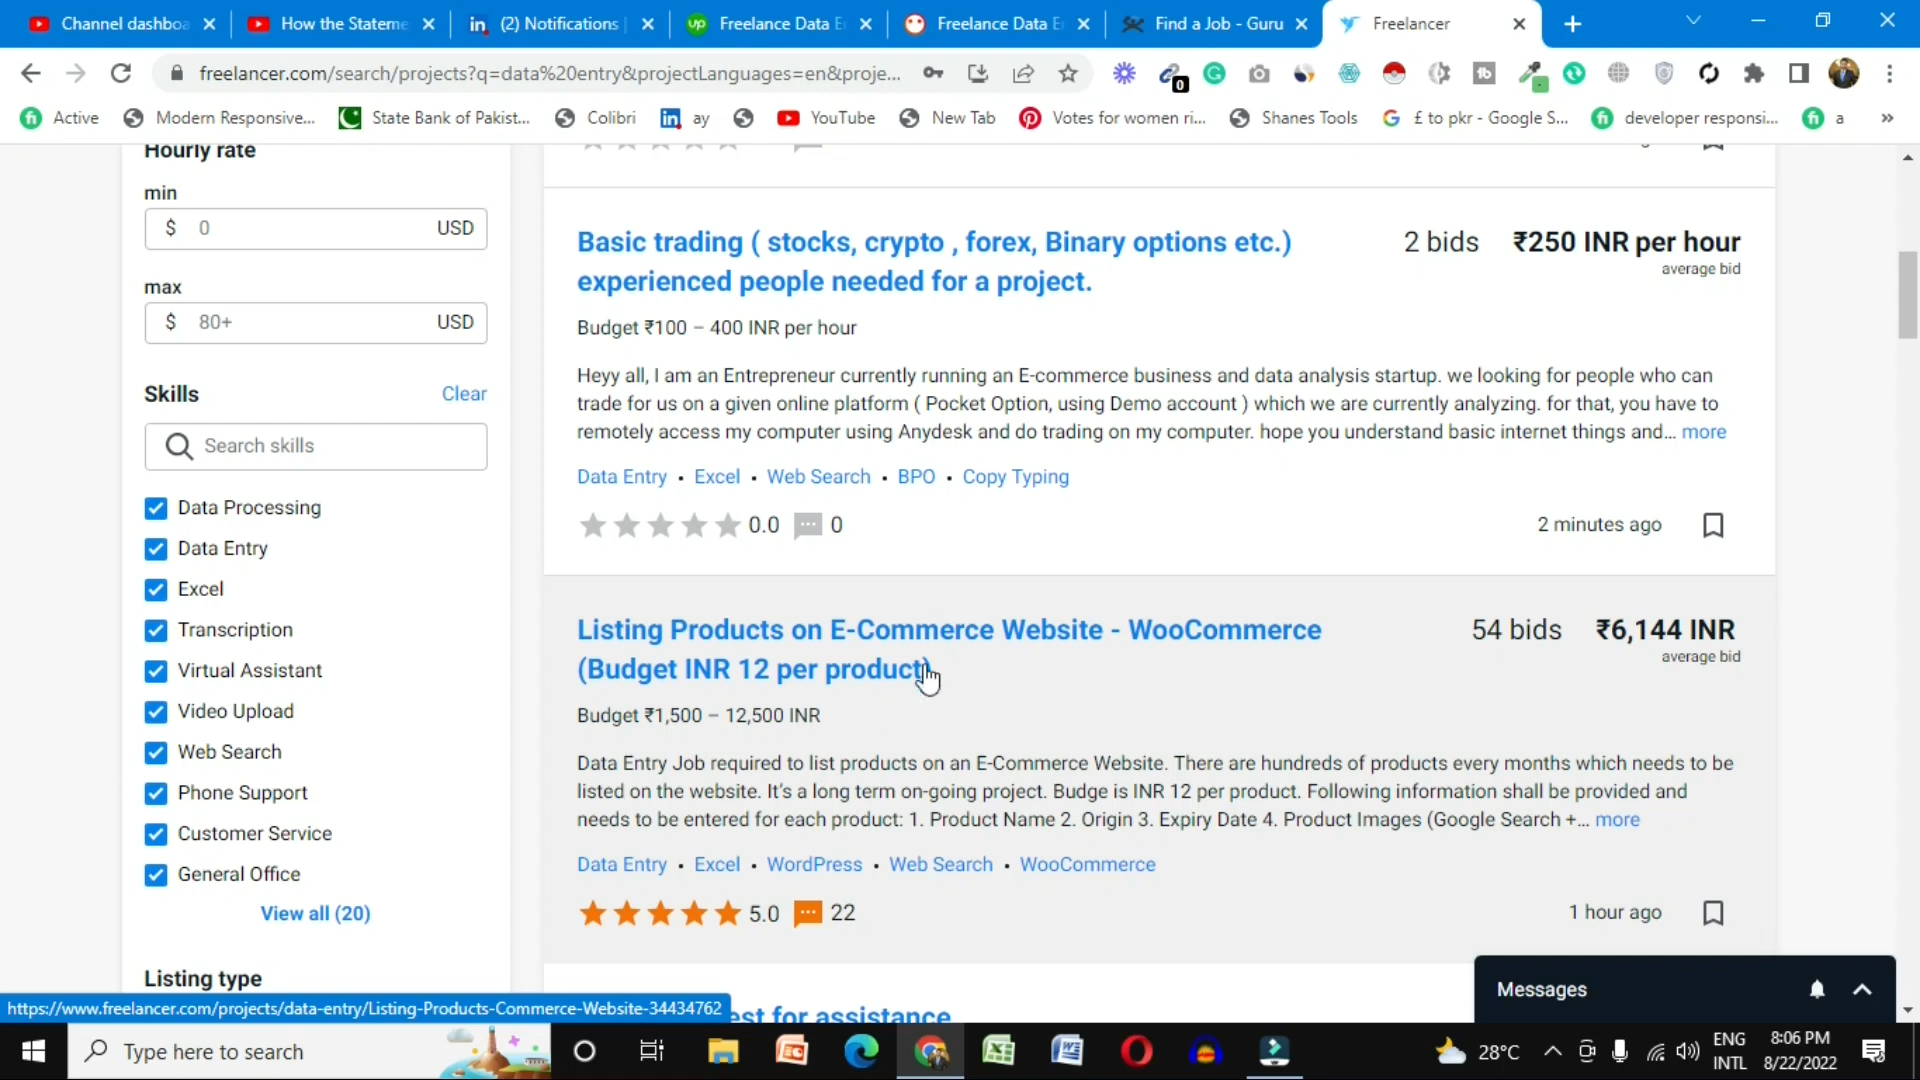 Channel dashboa
How the Stateme
(2) Notifications
Freelance Data E
Freelance Data E
Find a Job - Guru
Freelancer
freelancer.com/search/projects?q=data%20entry&projectLanguages=en&proje...
0
Active
Modern Responsive...
State Bank of Pakist...
Colibri
ay
YouTube
New Tab
Votes for women ri...
Shanes Tools
£ to pkr - Google S...
developer responsi...
a
»
Hourly rate
min
$ 0 USD
max
$ 80+ USD
Skills Clear
Search skills
Data Processing
Data Entry
Excel
Transcription
Virtual Assistant
Video Upload
Web Search
Phone Support
Customer Service
General Office
View all (20)
Listing type
Basic trading ( stocks, crypto , forex, Binary options etc.)
experienced people needed for a project.
2 bids ₹250 INR per hour
average bid
Budget ₹100 – 400 INR per hour
Heyy all, I am an Entrepreneur currently running an E-commerce business and data analysis startup. we looking for people who can
trade for us on a given online platform ( Pocket Option, using Demo account ) which we are currently analyzing. for that, you have to
remotely access my computer using Anydesk and do trading on my computer. hope you understand basic internet things and... more
Data Entry • Excel • Web Search • BPO • Copy Typing
0.0 0
2 minutes ago
Listing Products on E-Commerce Website - WooCommerce
(Budget INR 12 per product)
54 bids ₹6,144 INR
average bid
Budget ₹1,500 – 12,500 INR
Data Entry Job required to list products on an E-Commerce Website. There are hundreds of products every months which needs to be
listed on the website. It's a long term on-going project. Budge is INR 12 per product. Following information shall be provided and
needs to be entered for each product: 1. Product Name 2. Origin 3. Expiry Date 4. Product Images (Google Search +... more
Data Entry • Excel • WordPress • Web Search • WooCommerce
5.0 22
1 hour ago
est for assistance
Messages
https://www.freelancer.com/projects/data-entry/Listing-Products-Commerce-Website-34434762
Type here to search
28°C
ENG
INTL
8:06 PM
8/22/2022